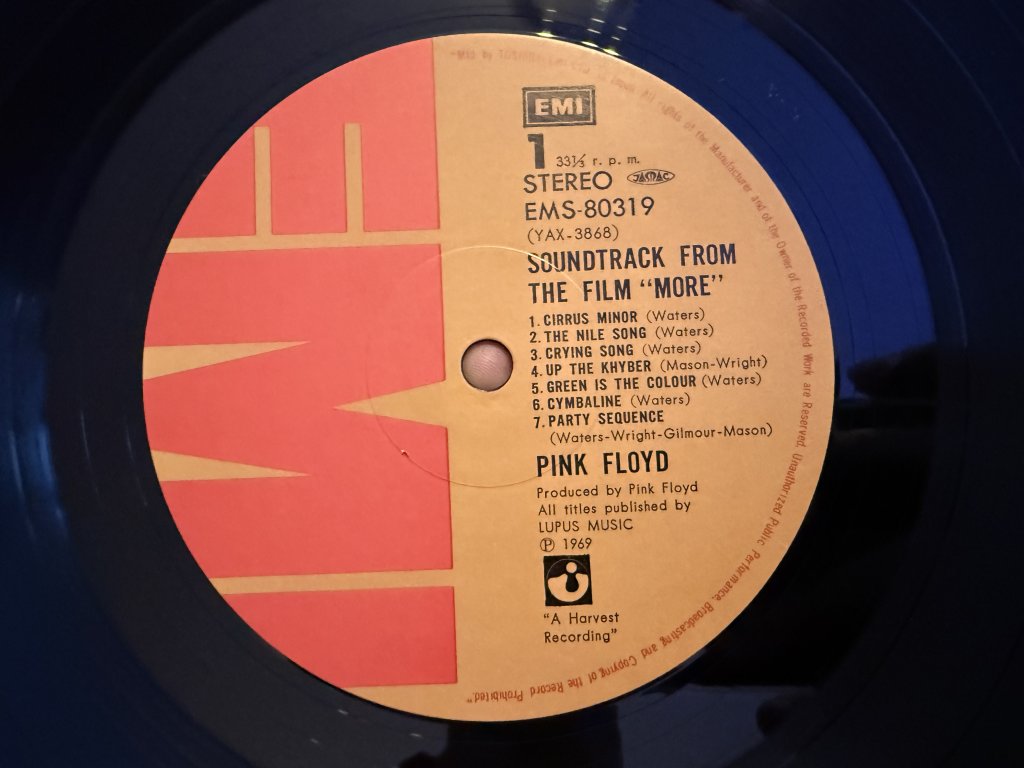 EMI
1 33⅓ r. p. m.
STEREO JASRAC
EMS-80319
(YAX-3868)
SOUNDTRACK FROM
THE FILM “MORE”
1. CIRRUS MINOR (Waters)
2. THE NILE SONG (Waters)
3. CRYING SONG (Waters)
4. UP THE KHYBER (Mason-Wright)
5. GREEN IS THE COLOUR (Waters)
6. CYMBALINE (Waters)
7. PARTY SEQUENCE
(Waters-Wright-Gilmour-Mason)
PINK FLOYD
Produced by Pink Floyd
All titles published by
LUPUS MUSIC
℗ 1969
“A Harvest
Recording”
All rights of the Manufacturer and of the Owner of the Recorded Work are Reserved. Unauthorized Public Performance, Broadcasting and Copying of the Record Prohibited.”
EMI